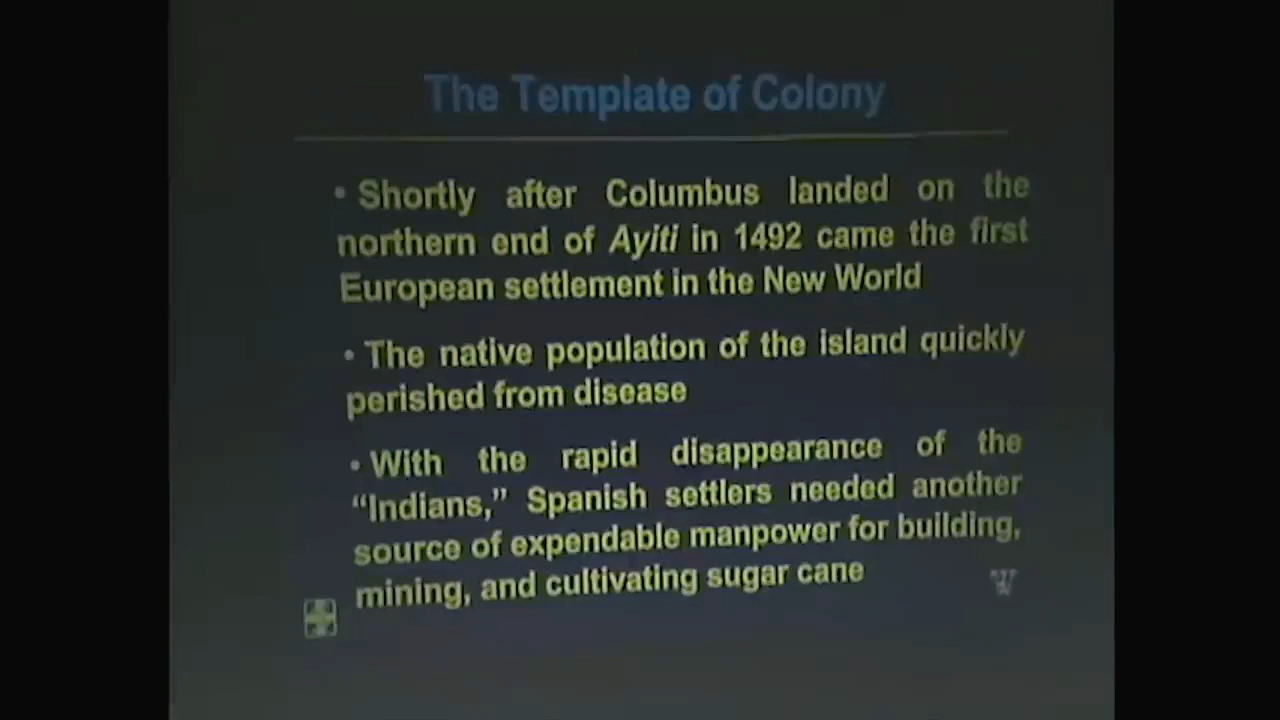 The Template of Colony
• Shortly after Columbus landed on the
northern end of Ayiti in 1492 came the first
European settlement in the New World
• The native population of the island quickly
perished from disease
• With the rapid disappearance of the
“Indians,” Spanish settlers needed another
source of expendable manpower for building,
mining, and cultivating sugar cane